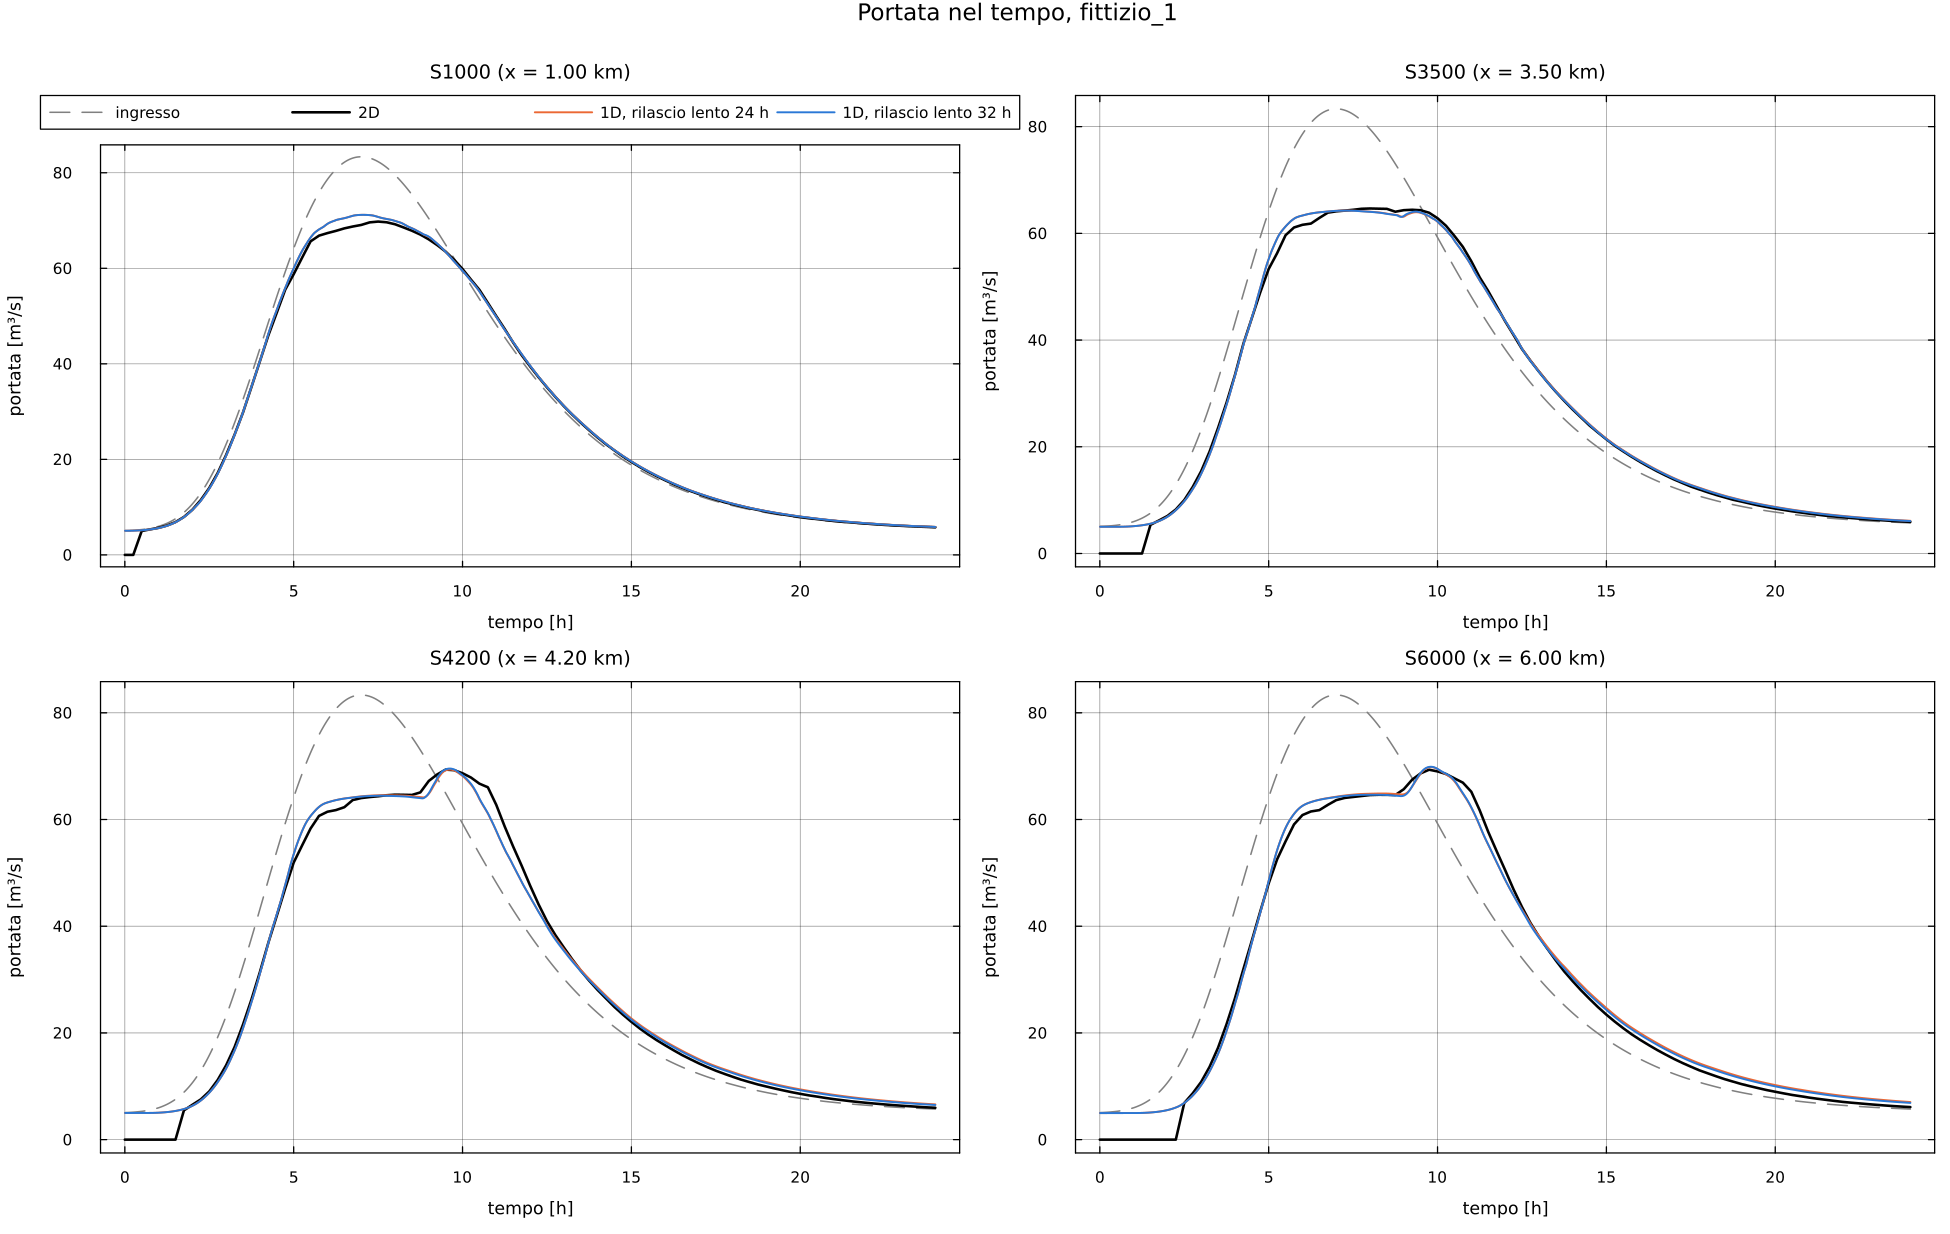 Portata nel tempo, fittizio_1
S1000 (x = 1.00 km)
ingresso 2D 1D, rilascio lento 24 h 1D, rilascio lento 32 h
portata [m³/s]
80
60
40
20
0
0 5 10 15 20
tempo [h]
S3500 (x = 3.50 km)
portata [m³/s]
80
60
40
20
0
0 5 10 15 20
tempo [h]
S4200 (x = 4.20 km)
portata [m³/s]
80
60
40
20
0
0 5 10 15 20
tempo [h]
S6000 (x = 6.00 km)
portata [m³/s]
80
60
40
20
0
0 5 10 15 20
tempo [h]